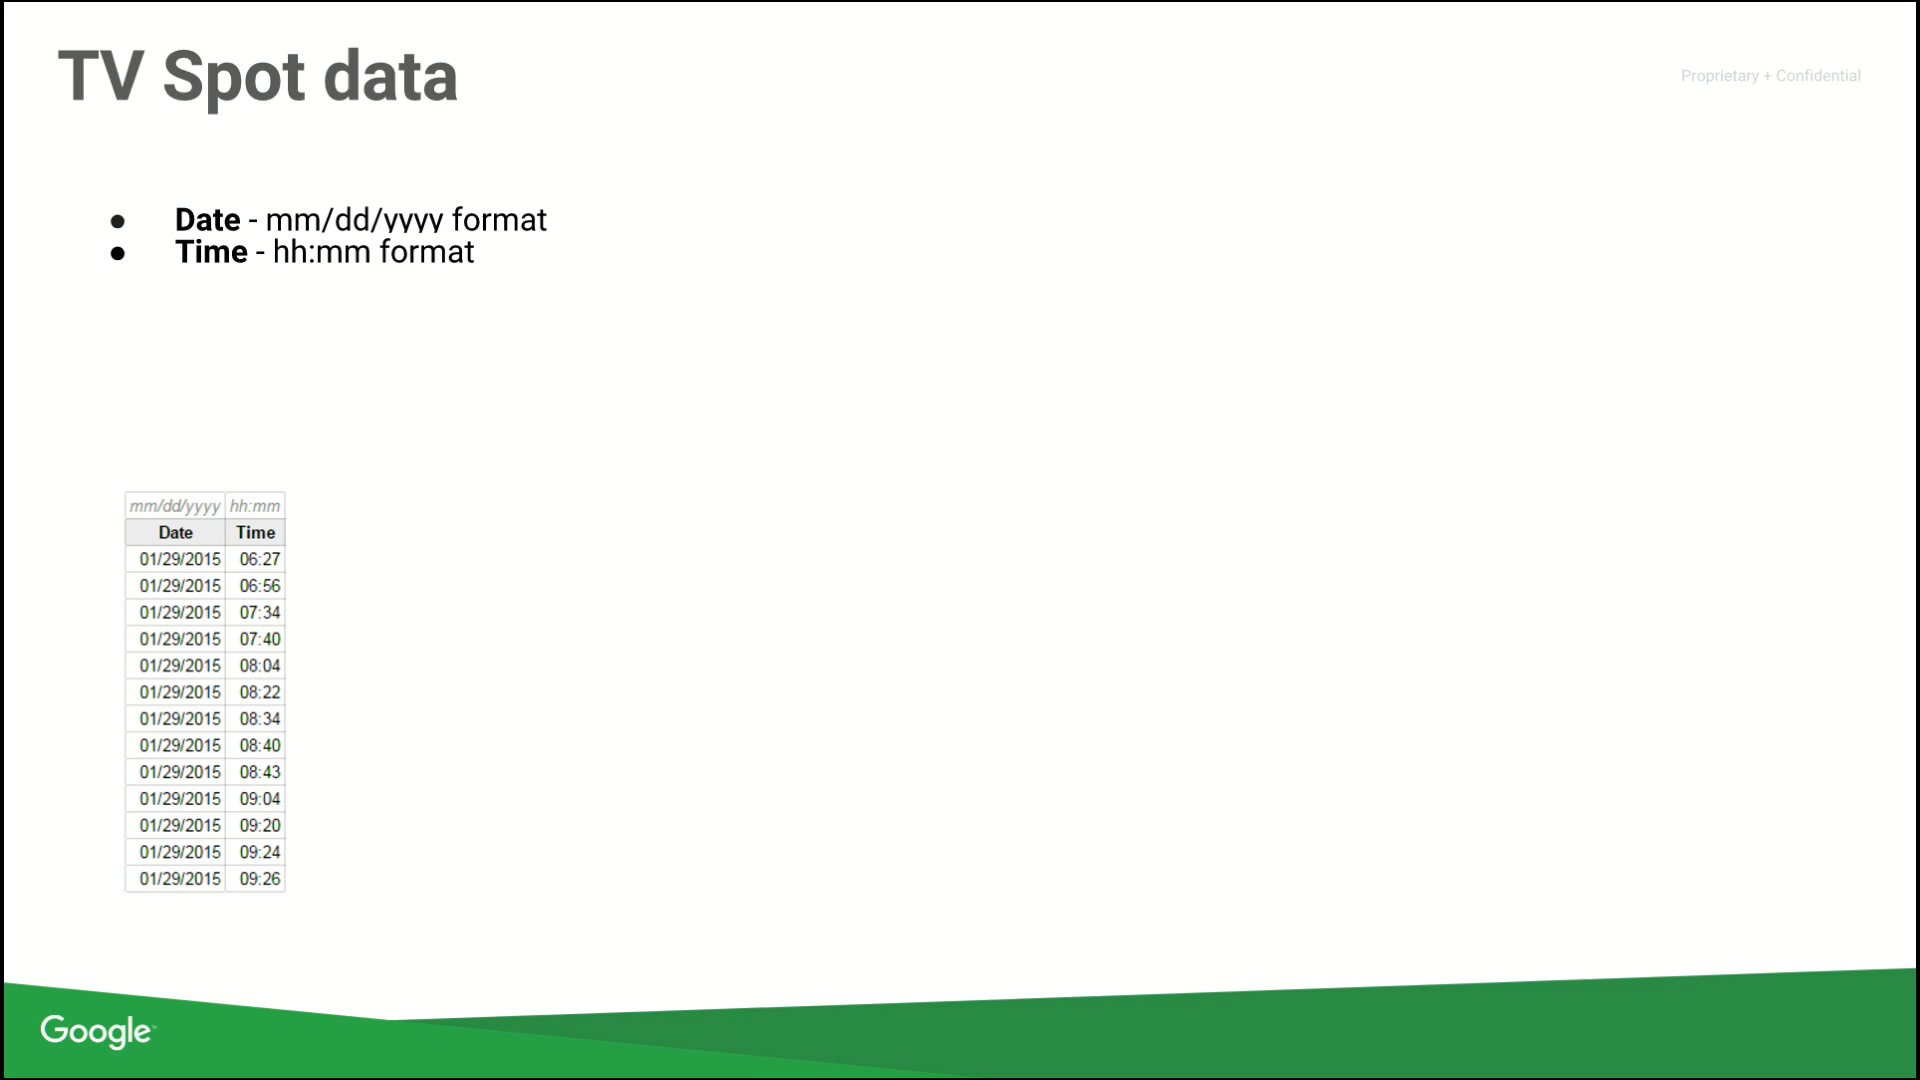 TV Spot data
Proprietary + Confidential
● Date - mm/dd/yyyy format
● Time - hh:mm format
mm/dd/yyyy hh:mm
Date Time
01/29/2015 06:27
01/29/2015 06:56
01/29/2015 07:34
01/29/2015 07:40
01/29/2015 08:04
01/29/2015 08:22
01/29/2015 08:34
01/29/2015 08:40
01/29/2015 08:43
01/29/2015 09:04
01/29/2015 09:20
01/29/2015 09:24
01/29/2015 09:26
Google